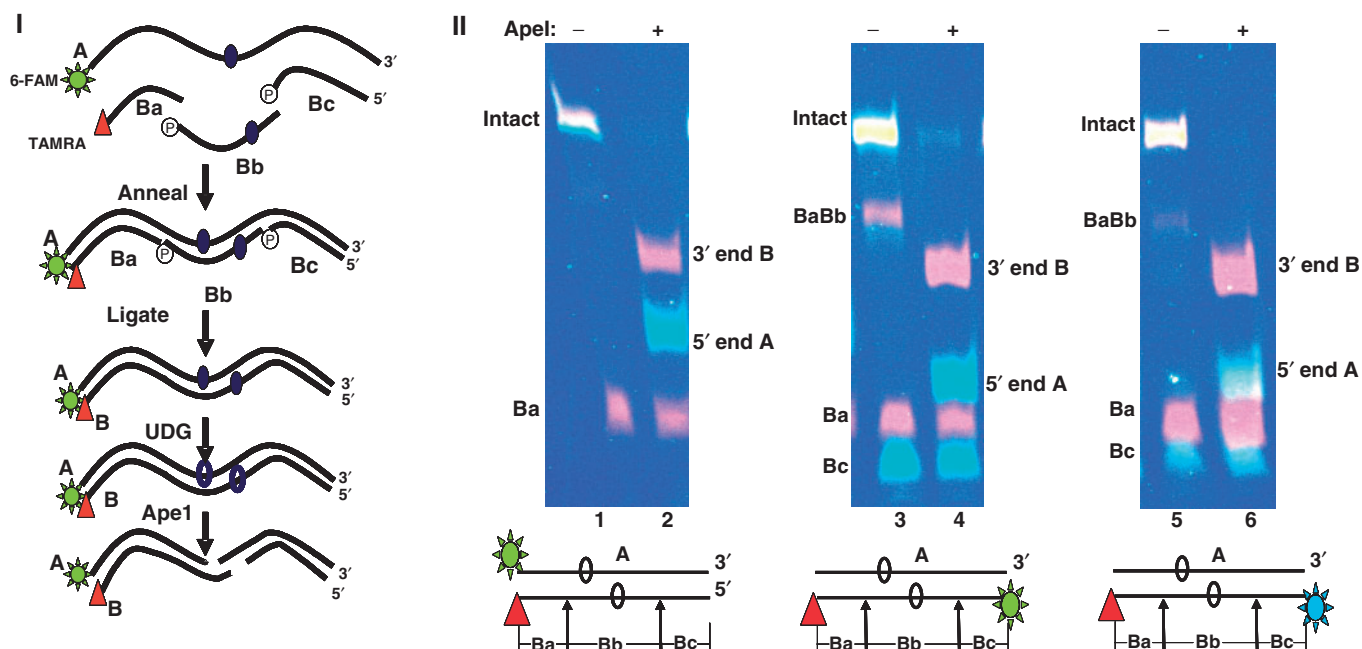 I
A
6-FAM
3′
P
5′
Ba
Bc
P
TAMRA
Bb
Anneal
A
P
3′
Ba
P
Bc
5′
Bb
Ligate
A
3′
B
5′
UDG
A
3′
B
5′
Ape1
A
3′
B
5′
II
ApeI: – +
Intact
3′ end B
5′ end A
Ba
1 2
A 3′
5′
Ba Bb Bc
– +
Intact
BaBb
3′ end B
5′ end A
Ba
Bc
3 4
A 3′
Ba Bb Bc
– +
Intact
BaBb
3′ end B
5′ end A
Ba
Bc
5 6
A 3′
Ba Bb Bc